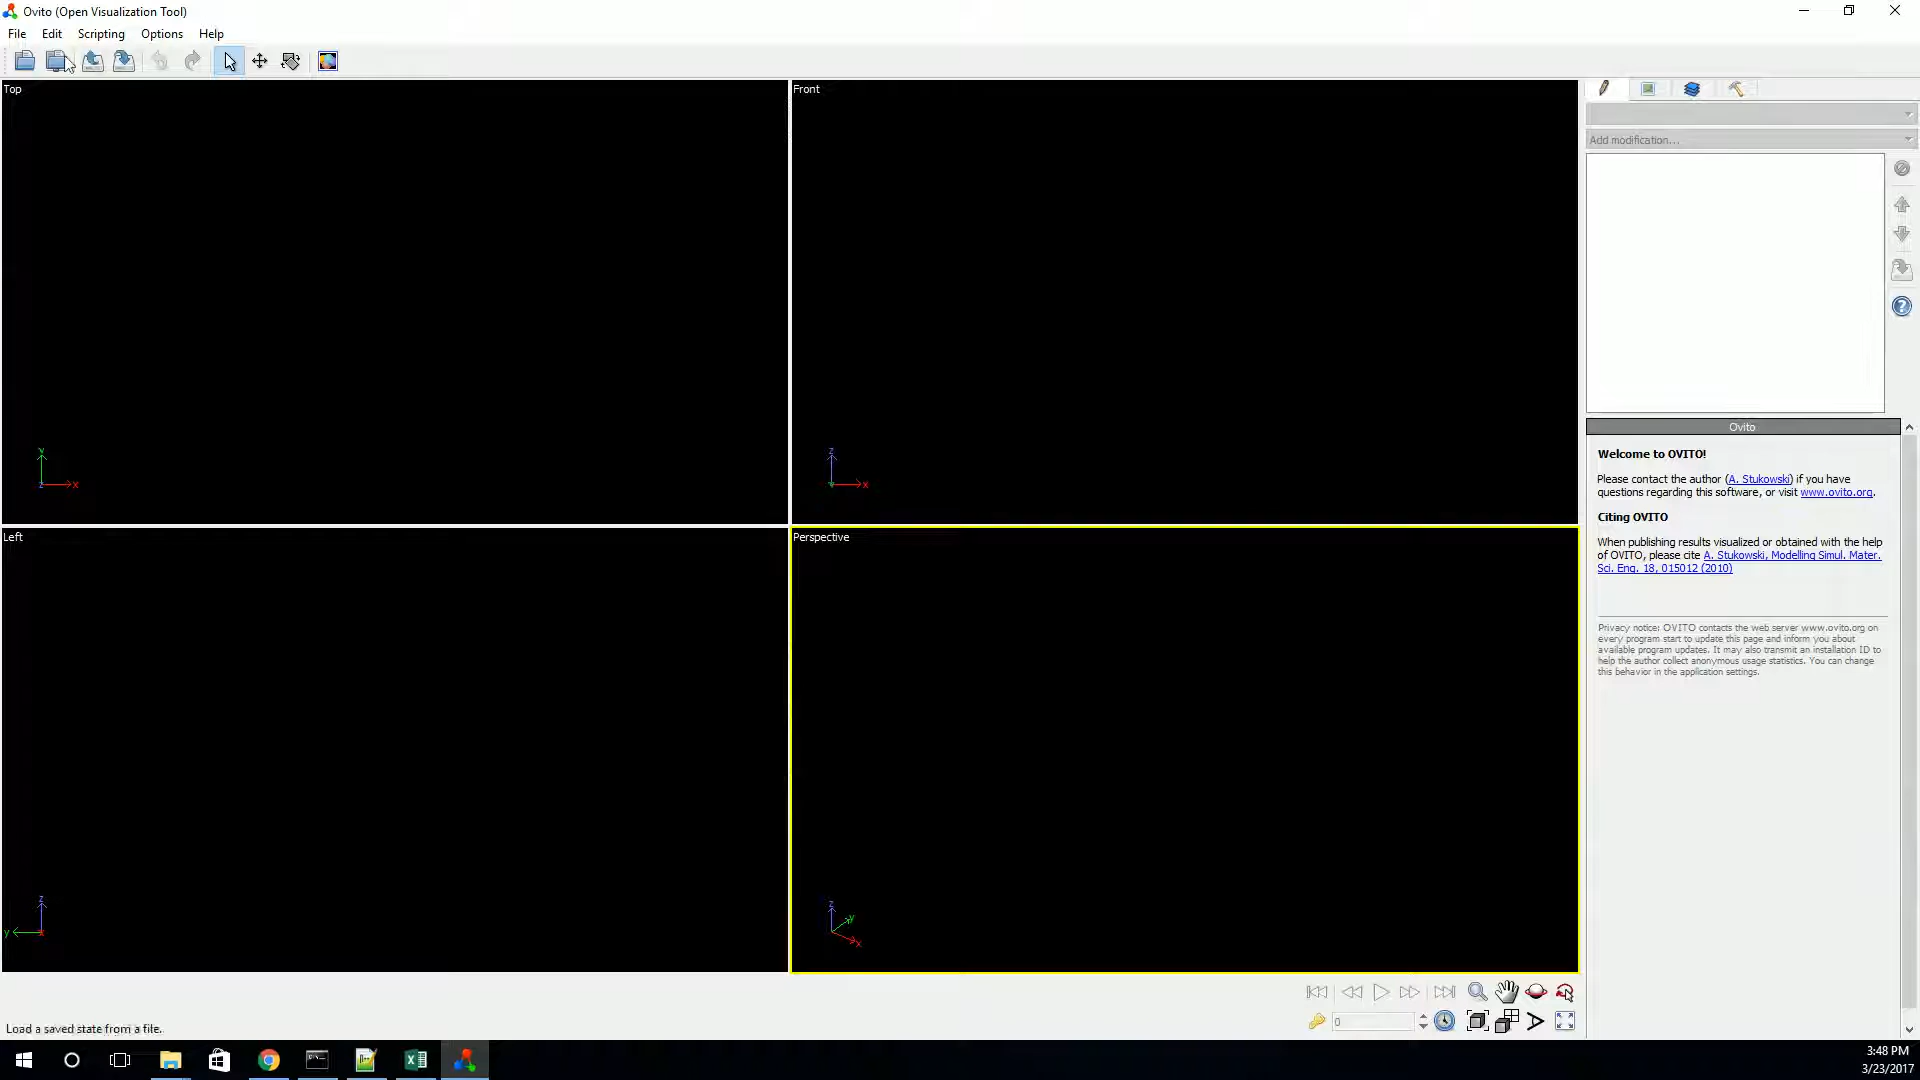 Ovito (Open Visualization Tool)
File Edit Scripting Options Help
Top
Front
Add modification...
y
x
z
z
x
Left
Perspective
z
y
x
z
y
x
Ovito
Welcome to OVITO!
Please contact the author (A. Stukowski) if you have
questions regarding this software, or visit www.ovito.org.
Citing OVITO
When publishing results visualized or obtained with the help
of OVITO, please cite A. Stukowski, Modelling Simul. Mater.
Sci. Eng. 18, 015012 (2010)
Privacy notice: OVITO contacts the web server www.ovito.org on
every program start to update this page and inform you about
available program updates. It may also transmit an installation ID to
help the author collect anonymous usage statistics. You can change
this behavior in the application settings.
0
Load a saved state from a file.
3:48 PM
3/23/2017